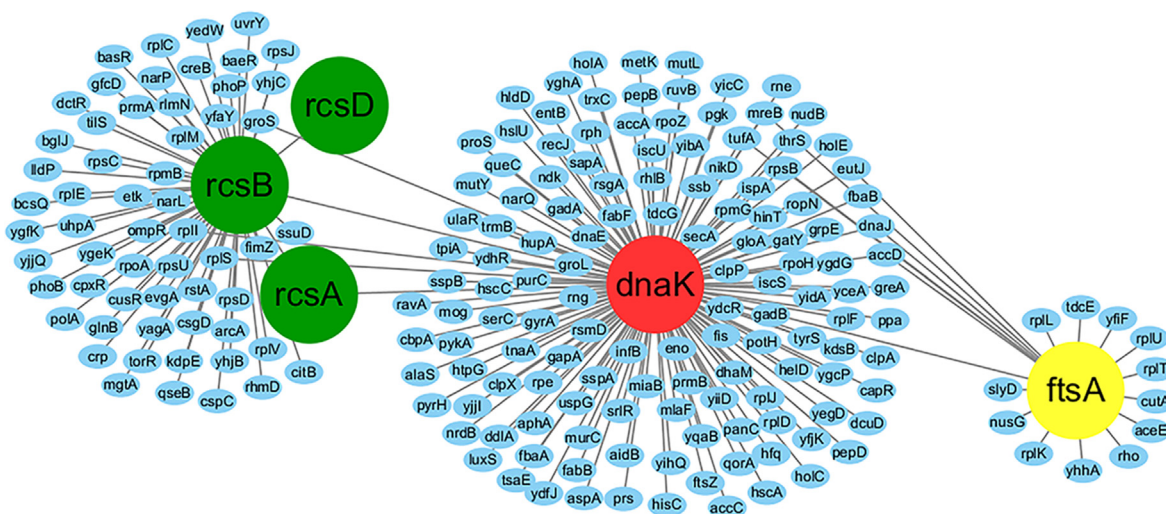 uvrY
yedW
rplC
basR
rpsJ
creB
baeR
gfcD
narP
phoP
yhjC
dctR
prmA
rlmN
yfaY
tilS
groS
rplM
bglJ
rpsC
lldP
rpmB
rcsD
rcsB
bcsQ
rplE
etk
narL
ygfK
uhpA
ompR
rplI
fimZ
ssuD
yjjQ
ygeK
rpoA
rpsU
rplS
phoB
cpxR
rcsA
cusR
evgA
rstA
polA
rpsD
glnB
yagA
csgD
arcA
crp
torR
kdpE
yhjB
rplV
mgtA
rhmD
citB
qseB
cspC
holA
metK
mutL
yghA
trxC
pepB
ruvB
yicC
rne
hldD
entB
accA
rpoZ
pgk
mreB
nudB
hslU
recJ
rph
iscU
yibA
tufA
thrS
holE
proS
queC
sapA
rhlB
nikD
rpsB
eutJ
mutY
ndk
rsgA
ssb
ispA
fbaB
narQ
gadA
fabF
tdcG
rpmG
hinT
ropN
ularR
trmB
dnaE
secA
gloA
gatY
grpE
dnaJ
tpiA
ydhR
hupA
groL
clpP
rpoH
ygdG
accD
sspB
hscC
purC
dnaK
iscS
yidA
yceA
greA
ravA
mog
serC
rng
gyrA
ydcR
gadB
rplF
ppa
cbpA
pykA
rsmD
infB
eno
fis
potH
tyrS
kdsB
clpA
tnaA
alaS
htpG
gapA
clpX
rpe
sspA
miaB
prmB
dhaM
helD
ygcP
capR
pyrH
yjjI
uspG
srlR
mlaF
yiiD
rplJ
yegD
dcuD
nrdB
ddlA
aphA
murC
yqaB
panC
rplD
yfjK
pepD
luxS
fbaA
fabB
aidB
yihQ
qorA
hfq
holC
tsaE
ydfJ
aspA
prs
hisC
ftsZ
accC
hscA
rplL
tdcE
yfiF
rplU
rplT
slyD
ftsA
cutA
nusG
aceE
rplK
yhhA
rho